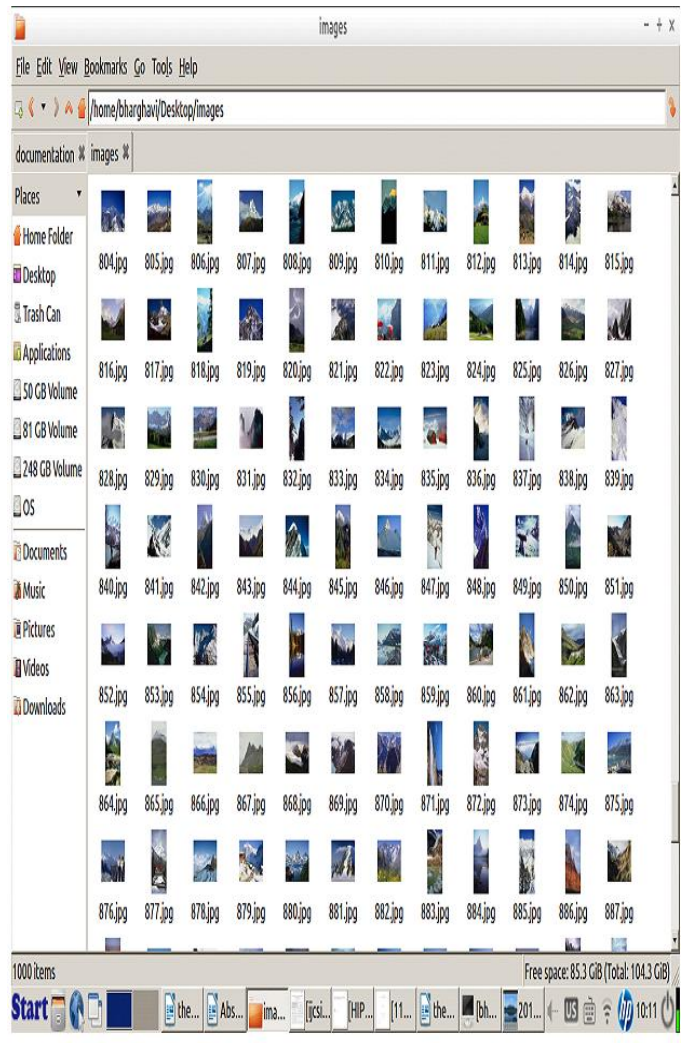 images
File Edit View Bookmarks Go Tools Help
/home/bharghavi/Desktop/images
documentation images
Places
Home Folder
Desktop
Trash Can
Applications
50 GB Volume
81 GB Volume
248 GB Volume
OS
Documents
Music
Pictures
Videos
Downloads
804.jpg 805.jpg 806.jpg 807.jpg 808.jpg 809.jpg 810.jpg 811.jpg 812.jpg 813.jpg 814.jpg 815.jpg
816.jpg 817.jpg 818.jpg 819.jpg 820.jpg 821.jpg 822.jpg 823.jpg 824.jpg 825.jpg 826.jpg 827.jpg
828.jpg 829.jpg 830.jpg 831.jpg 832.jpg 833.jpg 834.jpg 835.jpg 836.jpg 837.jpg 838.jpg 839.jpg
840.jpg 841.jpg 842.jpg 843.jpg 844.jpg 845.jpg 846.jpg 847.jpg 848.jpg 849.jpg 850.jpg 851.jpg
852.jpg 853.jpg 854.jpg 855.jpg 856.jpg 857.jpg 858.jpg 859.jpg 860.jpg 861.jpg 862.jpg 863.jpg
864.jpg 865.jpg 866.jpg 867.jpg 868.jpg 869.jpg 870.jpg 871.jpg 872.jpg 873.jpg 874.jpg 875.jpg
876.jpg 877.jpg 878.jpg 879.jpg 880.jpg 881.jpg 882.jpg 883.jpg 884.jpg 885.jpg 886.jpg 887.jpg
1000 items Free space: 85.3 GiB (Total: 104.3 GiB)
Start the... Abs... ima... [ijcsi... [HIP... [11... the... [bh... 201... US hp 10:11